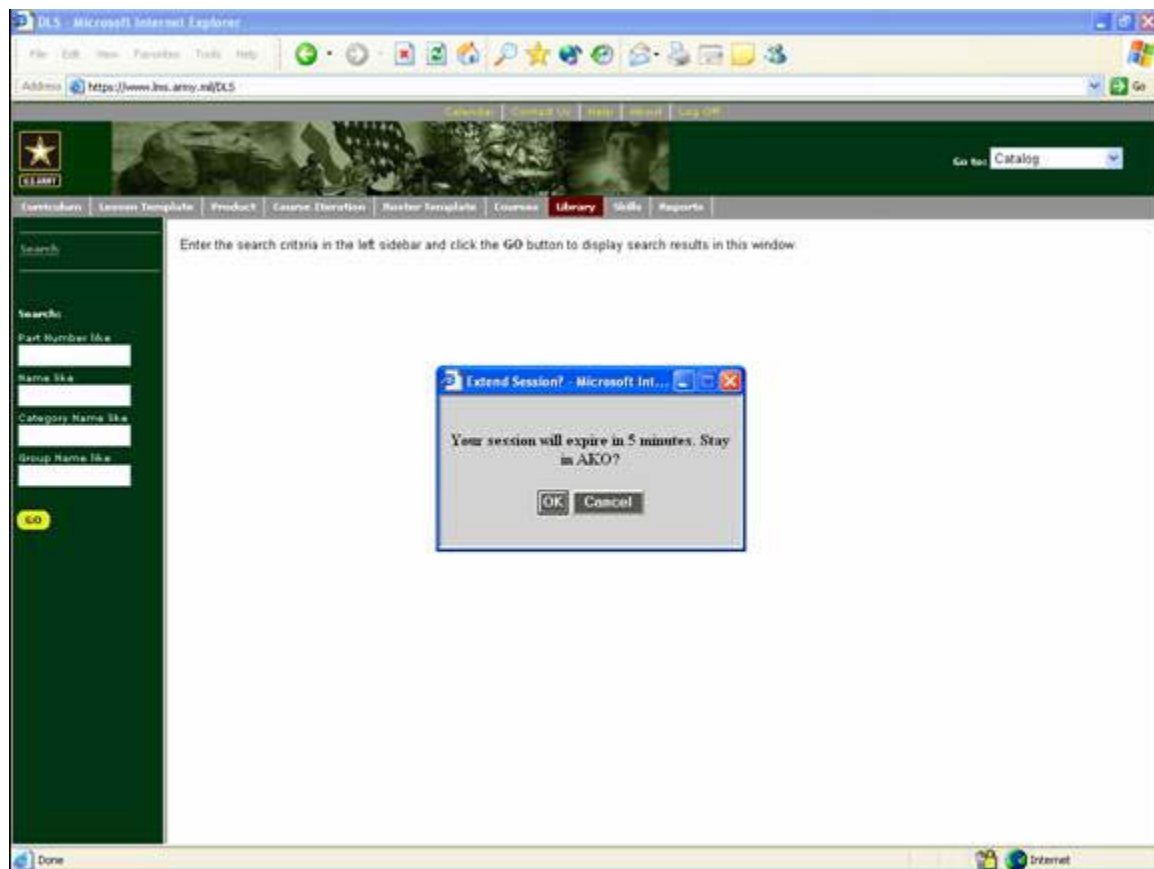 DLS - Microsoft Internet Explorer
File Edit View Favorites Tools Help
Address https://www.lms.army.mil/DLS Go
Calendar | Contact Us | Help | About | Log Off
U.S.ARMY
Go to: Catalog
Curriculum | Lesson Template | Product | Course Iteration | Roster Template | Courses | Library | Skills | Reports
Search
Enter the search criteria in the left sidebar and click the GO button to display search results in this window
Search:
Part Number like
Name like
Category Name like
Group Name like
GO
Extend Session? - Microsoft Int...
Your session will expire in 5 minutes. Stay
in AKO?
OK Cancel
Done
Internet